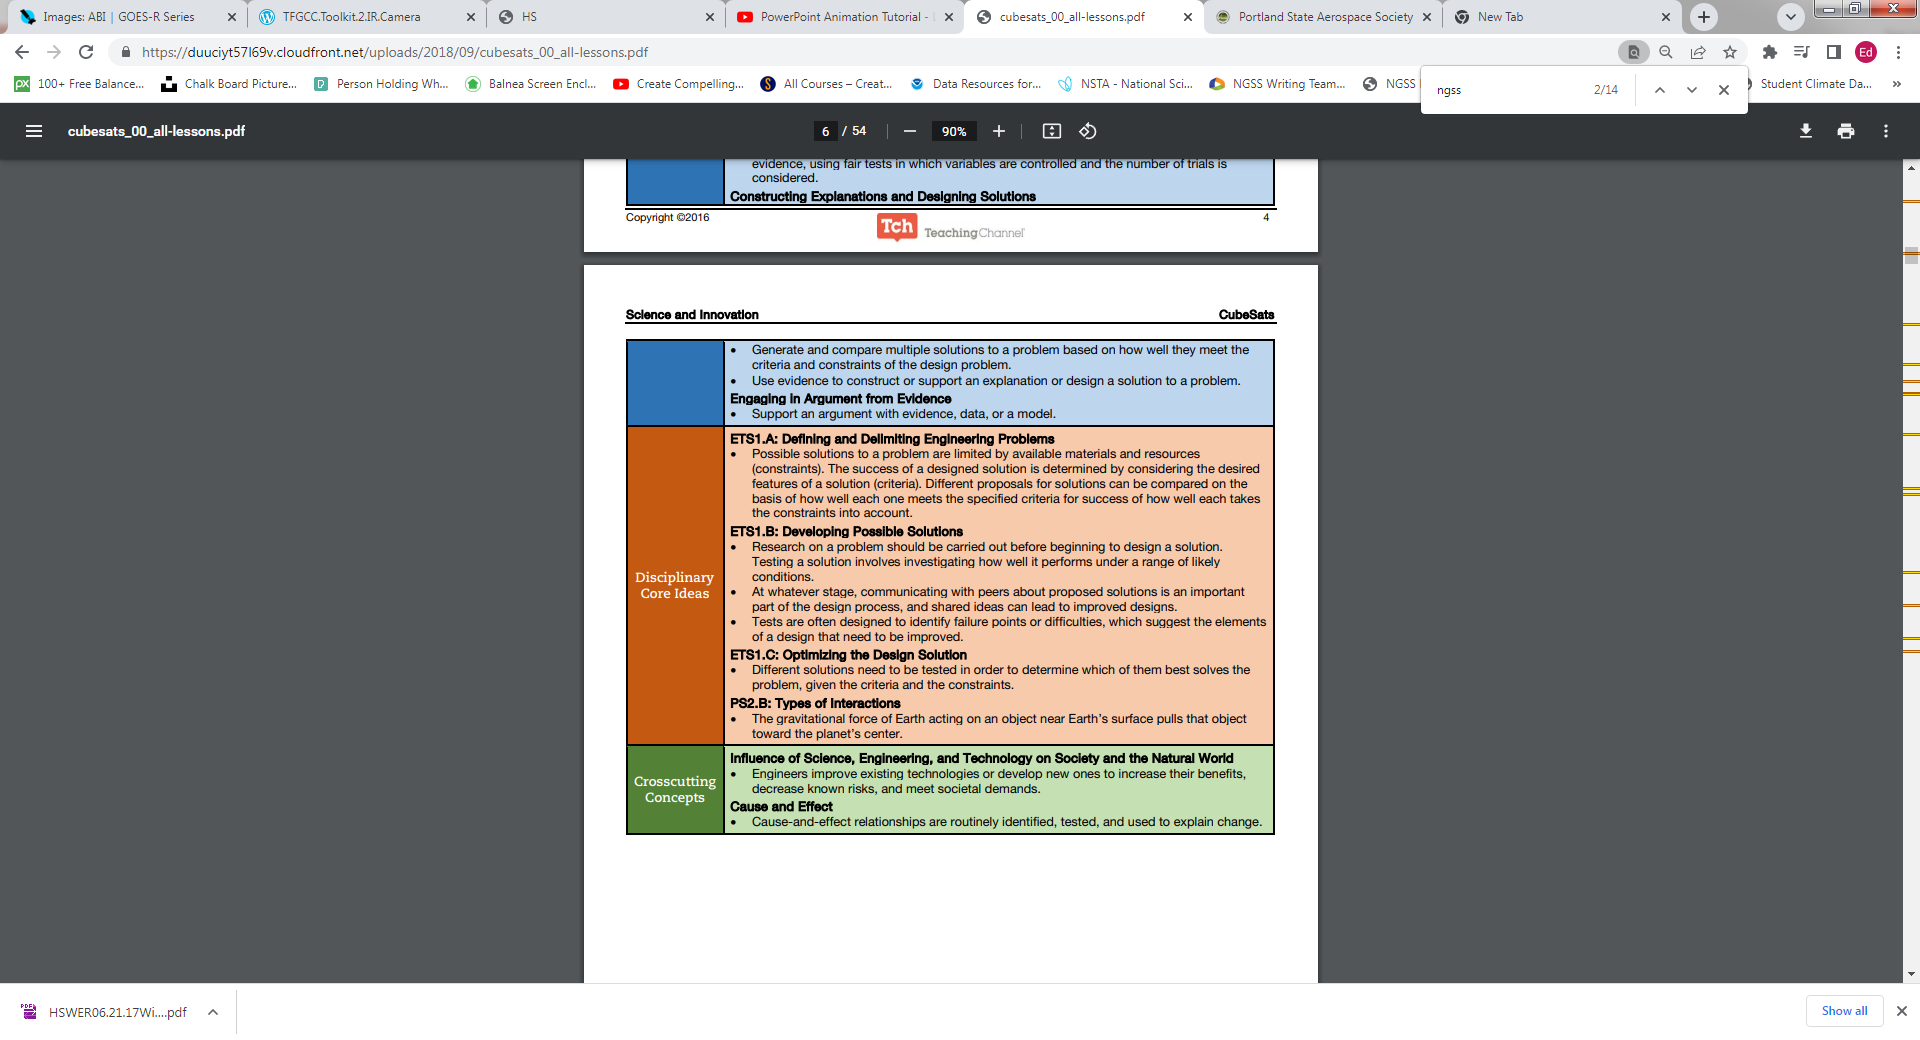 Images: ABI | GOES-R Series
TFGCC.Toolkit.2.IR.Camera
HS
PowerPoint Animation Tutorial -
cubesats_00_all-lessons.pdf
Portland State Aerospace Society
New Tab
https://duuciyt57l69v.cloudfront.net/uploads/2018/09/cubesats_00_all-lessons.pdf
Ed
100+ Free Balance...
Chalk Board Picture...
Person Holding Wh...
Balnea Screen Encl...
Create Compelling...
All Courses – Creat...
Data Resources for...
NSTA - National Sci...
NGSS Writing Team...
NGSS
Student Climate Da...
»
ngss
2/14
cubesats_00_all-lessons.pdf
6 / 54
90%
evidence, using fair tests in which variables are controlled and the number of trials is
considered.
Constructing Explanations and Designing Solutions
Copyright ©2016
Tch TeachingChannel
4
Science and Innovation
CubeSats
• Generate and compare multiple solutions to a problem based on how well they meet the
criteria and constraints of the design problem.
• Use evidence to construct or support an explanation or design a solution to a problem.
Engaging in Argument from Evidence
• Support an argument with evidence, data, or a model.
Disciplinary
Core Ideas
ETS1.A: Defining and Delimiting Engineering Problems
• Possible solutions to a problem are limited by available materials and resources
(constraints). The success of a designed solution is determined by considering the desired
features of a solution (criteria). Different proposals for solutions can be compared on the
basis of how well each one meets the specified criteria for success of how well each takes
the constraints into account.
ETS1.B: Developing Possible Solutions
• Research on a problem should be carried out before beginning to design a solution.
Testing a solution involves investigating how well it performs under a range of likely
conditions.
• At whatever stage, communicating with peers about proposed solutions is an important
part of the design process, and shared ideas can lead to improved designs.
• Tests are often designed to identify failure points or difficulties, which suggest the elements
of a design that need to be improved.
ETS1.C: Optimizing the Design Solution
• Different solutions need to be tested in order to determine which of them best solves the
problem, given the criteria and the constraints.
PS2.B: Types of Interactions
• The gravitational force of Earth acting on an object near Earth's surface pulls that object
toward the planet's center.
Crosscutting
Concepts
Influence of Science, Engineering, and Technology on Society and the Natural World
• Engineers improve existing technologies or develop new ones to increase their benefits,
decrease known risks, and meet societal demands.
Cause and Effect
• Cause-and-effect relationships are routinely identified, tested, and used to explain change.
HSWER06.21.17Wi....pdf
Show all